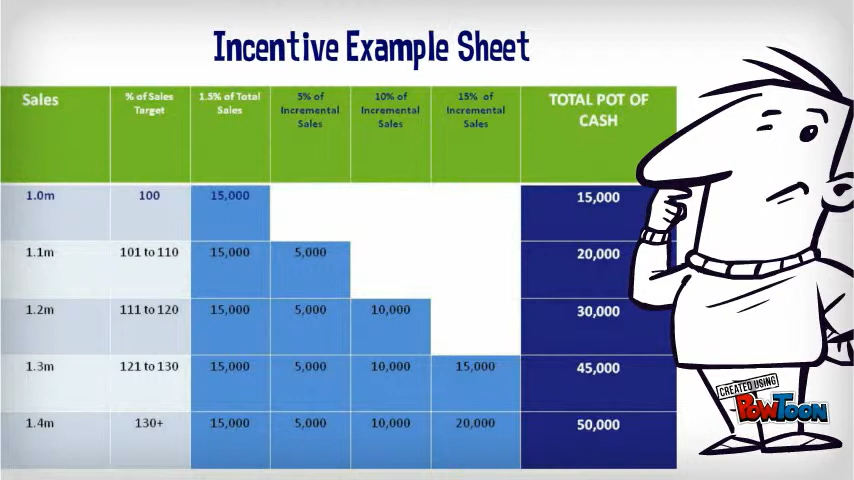 Incentive Example Sheet
Sales
% of Sales
Target
1.5% of Total
Sales
5% of
Incremental
Sales
10% of
Incremental
Sales
15% of
Incremental
Sales
TOTAL POT OF
CASH
1.0m 100 15,000 15,000
1.1m 101 to 110 15,000 5,000 20,000
1.2m 111 to 120 15,000 5,000 10,000 30,000
1.3m 121 to 130 15,000 5,000 10,000 15,000 45,000
1.4m 130+ 15,000 5,000 10,000 20,000 50,000
CREATED USING
POWTOON